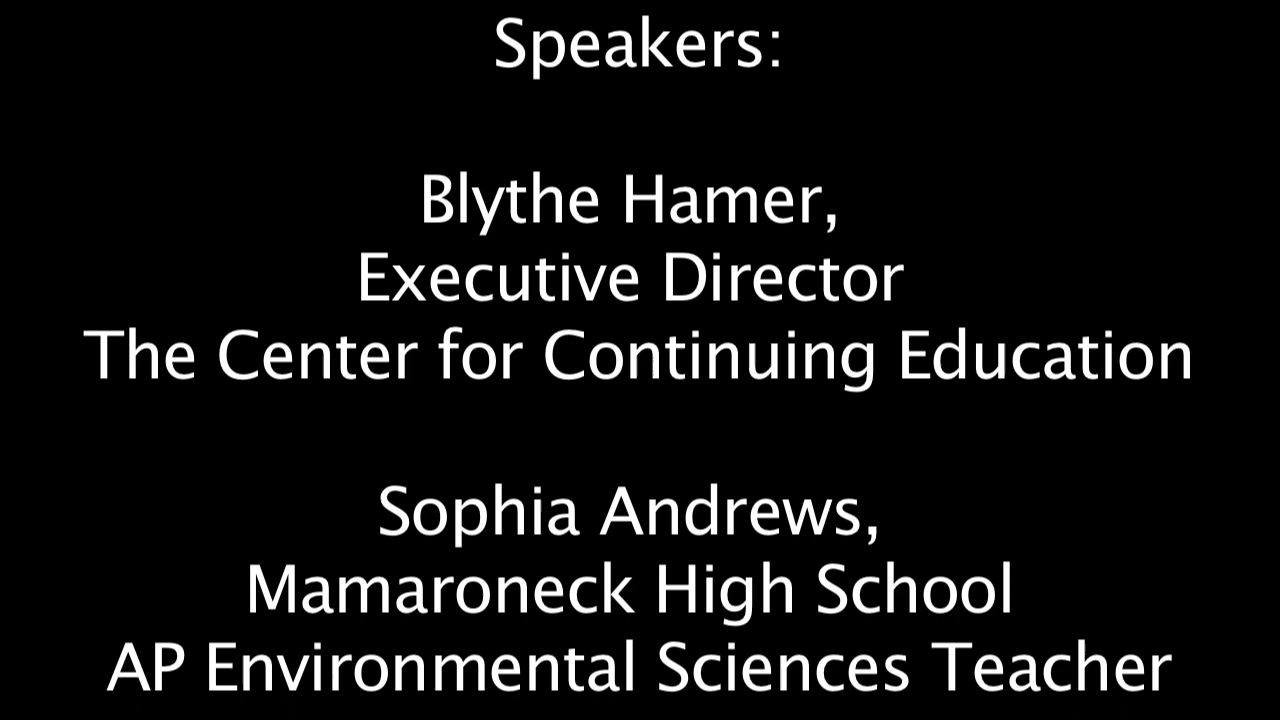 Speakers:
Blythe Hamer,
Executive Director
The Center for Continuing Education
Sophia Andrews,
Mamaroneck High School
AP Environmental Sciences Teacher